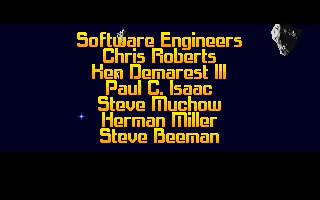 Software Engineers
Chris Roberts
Ken Demarest III
Paul C. Isaac
Steve Muchow
Herman Miller
Steve Beeman